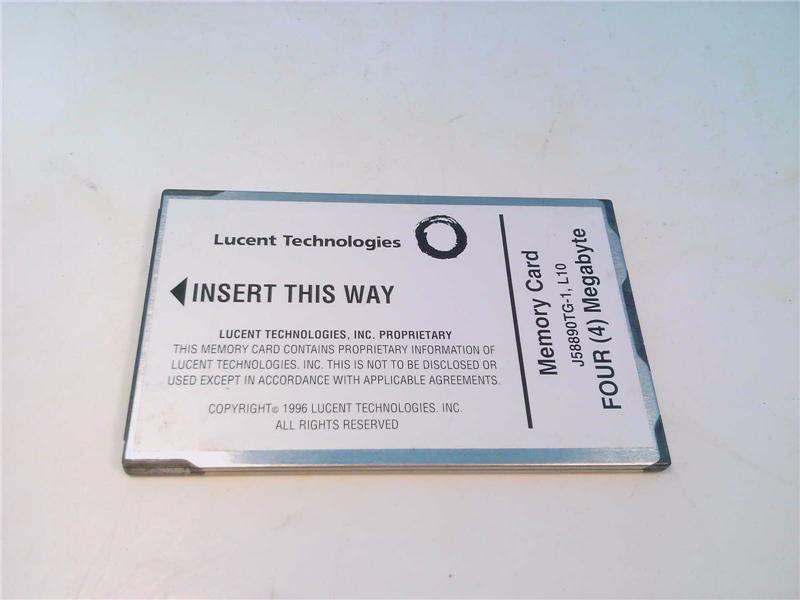 Lucent Technologies
INSERT THIS WAY
LUCENT TECHNOLOGIES, INC. PROPRIETARY
THIS MEMORY CARD CONTAINS PROPRIETARY INFORMATION OF
LUCENT TECHNOLOGIES, INC. THIS IS NOT TO BE DISCLOSED OR
USED EXCEPT IN ACCORDANCE WITH APPLICABLE AGREEMENTS.
COPYRIGHT© 1996 LUCENT TECHNOLOGIES. INC.
ALL RIGHTS RESERVED
Memory Card
J58890TG-1, L10
FOUR (4) Megabyte